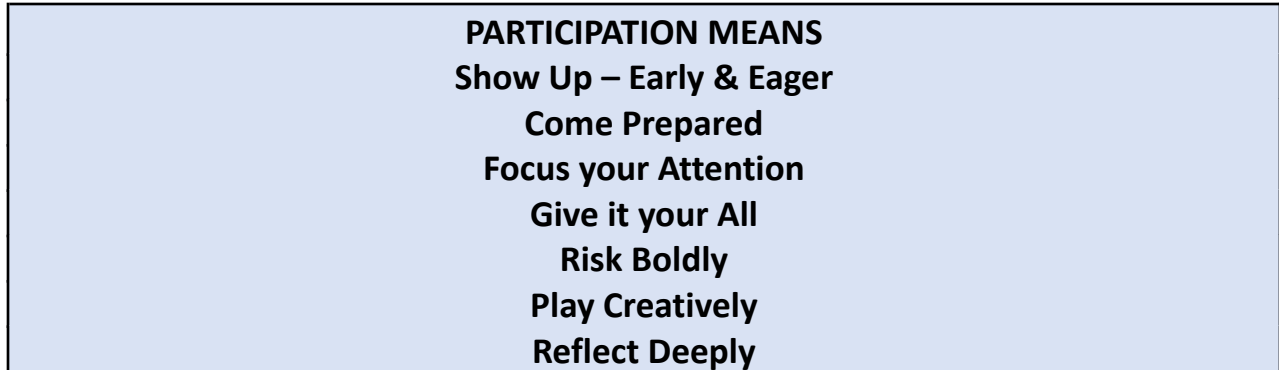 PARTICIPATION MEANS
Show Up – Early & Eager
Come Prepared
Focus your Attention
Give it your All
Risk Boldly
Play Creatively
Reflect Deeply